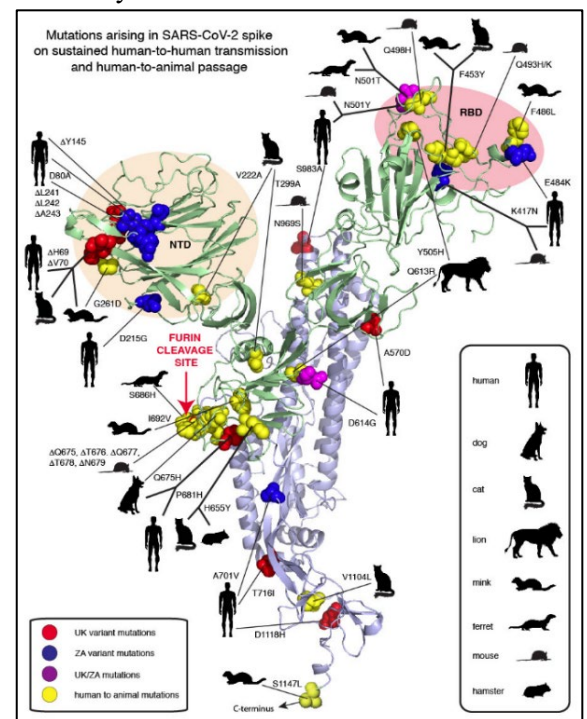 Mutations arising in SARS-CoV-2 spike
on sustained human-to-human transmission
and human-to-animal passage
Q498H
Q493H/K
N501T
F453Y
N501Y
RBD
F486L
ΔY145
D80A
ΔL241
ΔL242
ΔA243
V222A
T299A
S983A
E484K
N969S
K417N
NTD
ΔH69
ΔV70
Y505H
Q613R
G261D
D215G
FURIN
CLEAVAGE
SITE
A570D
S686H
I692V
D614G
ΔQ675, ΔT676, ΔQ677,
ΔT678, ΔN679
Q675H
P681H
H655Y
A701V
T716I
V1104L
D1118H
S1147L
C-terminus
human
dog
cat
lion
mink
ferret
mouse
hamster
UK variant mutations
ZA variant mutations
UK/ZA mutations
human to animal mutations